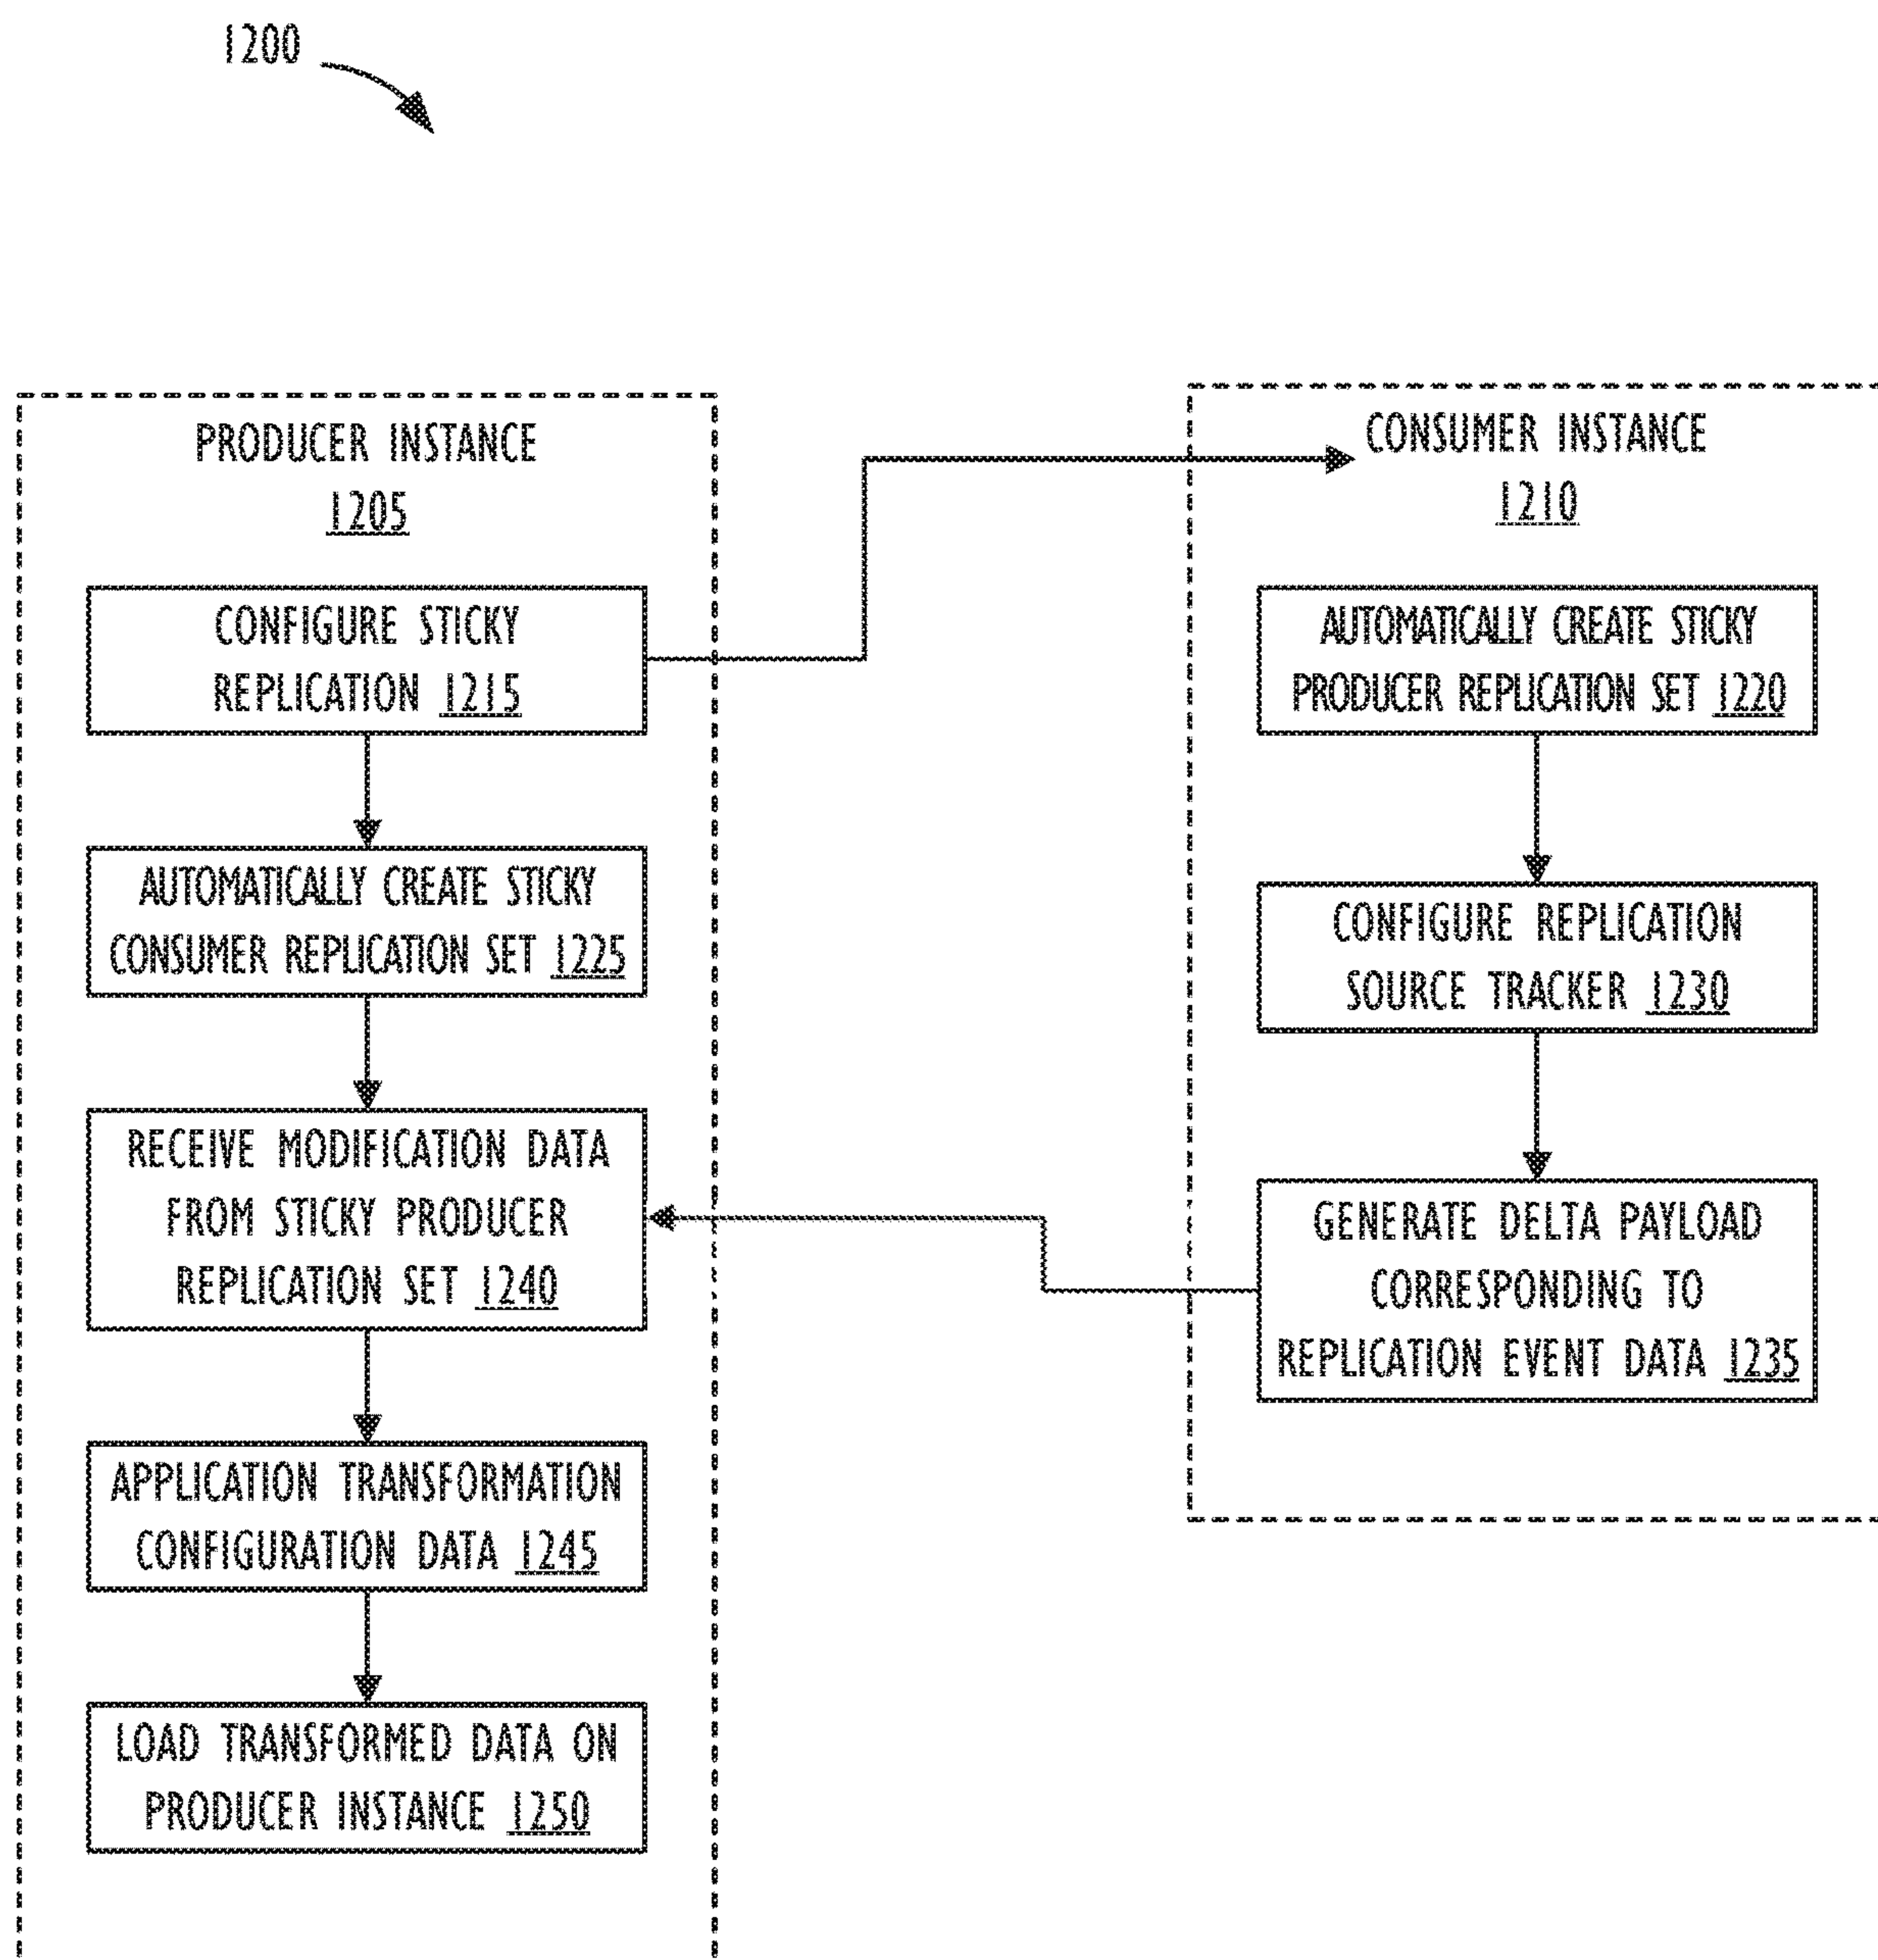 1200
PRODUCER INSTANCE
1205
CONFIGURE STICKY
REPLICATION 1215
AUTOMATICALLY CREATE STICKY
CONSUMER REPLICATION SET 1225
RECEIVE MODIFICATION DATA
FROM STICKY PRODUCER
REPLICATION SET 1240
APPLICATION TRANSFORMATION
CONFIGURATION DATA 1245
LOAD TRANSFORMED DATA ON
PRODUCER INSTANCE 1250
CONSUMER INSTANCE
1210
AUTOMATICALLY CREATE STICKY
PRODUCER REPLICATION SET 1220
CONFIGURE REPLICATION
SOURCE TRACKER 1230
GENERATE DELTA PAYLOAD
CORRESPONDING TO
REPLICATION EVENT DATA 1235